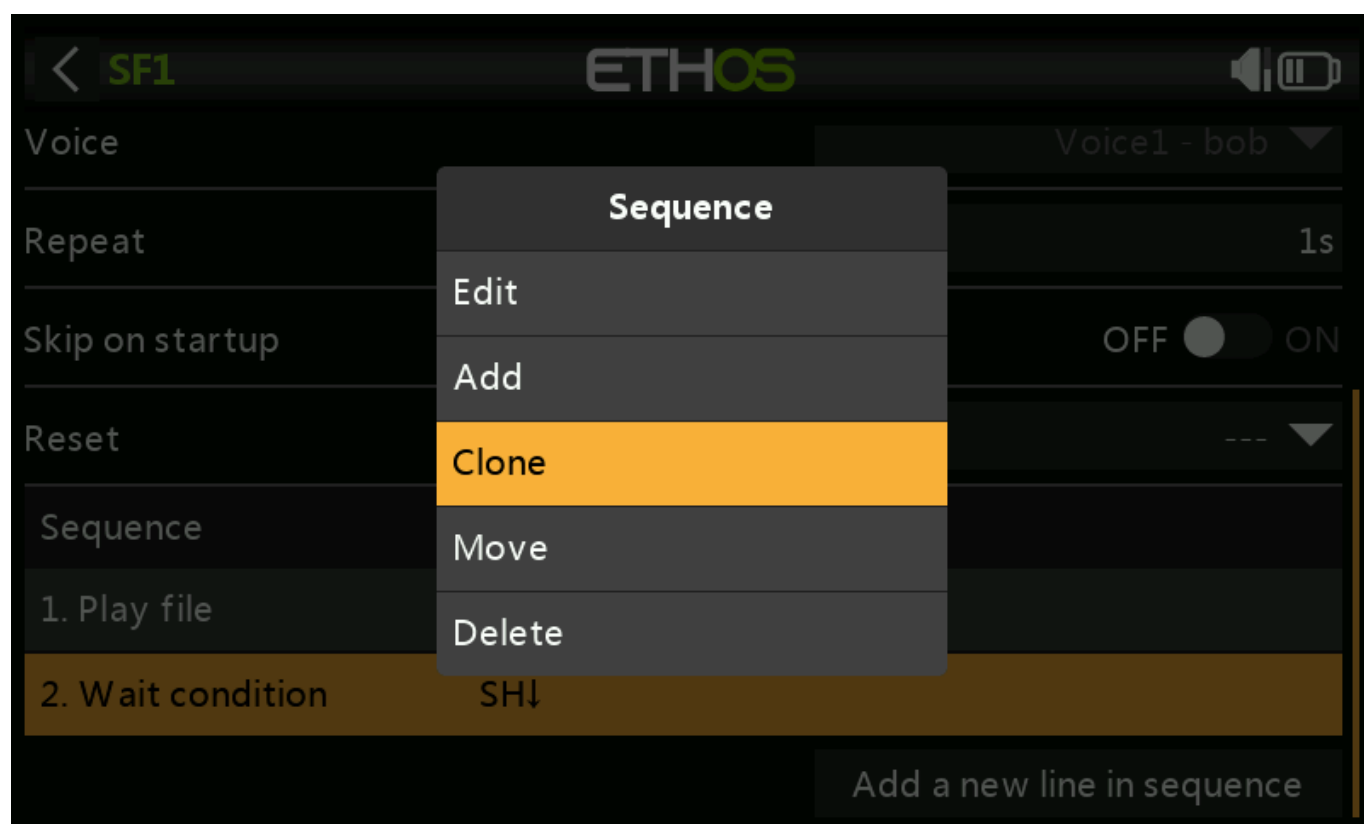 SF1 ETHOS
Voice Voice1 - bob
Sequence
Repeat 1s
Edit
Skip on startup OFF ON
Add
Reset ---
Clone
Sequence
Move
1. Play file
Delete
2. Wait condition SH↓
Add a new line in sequence